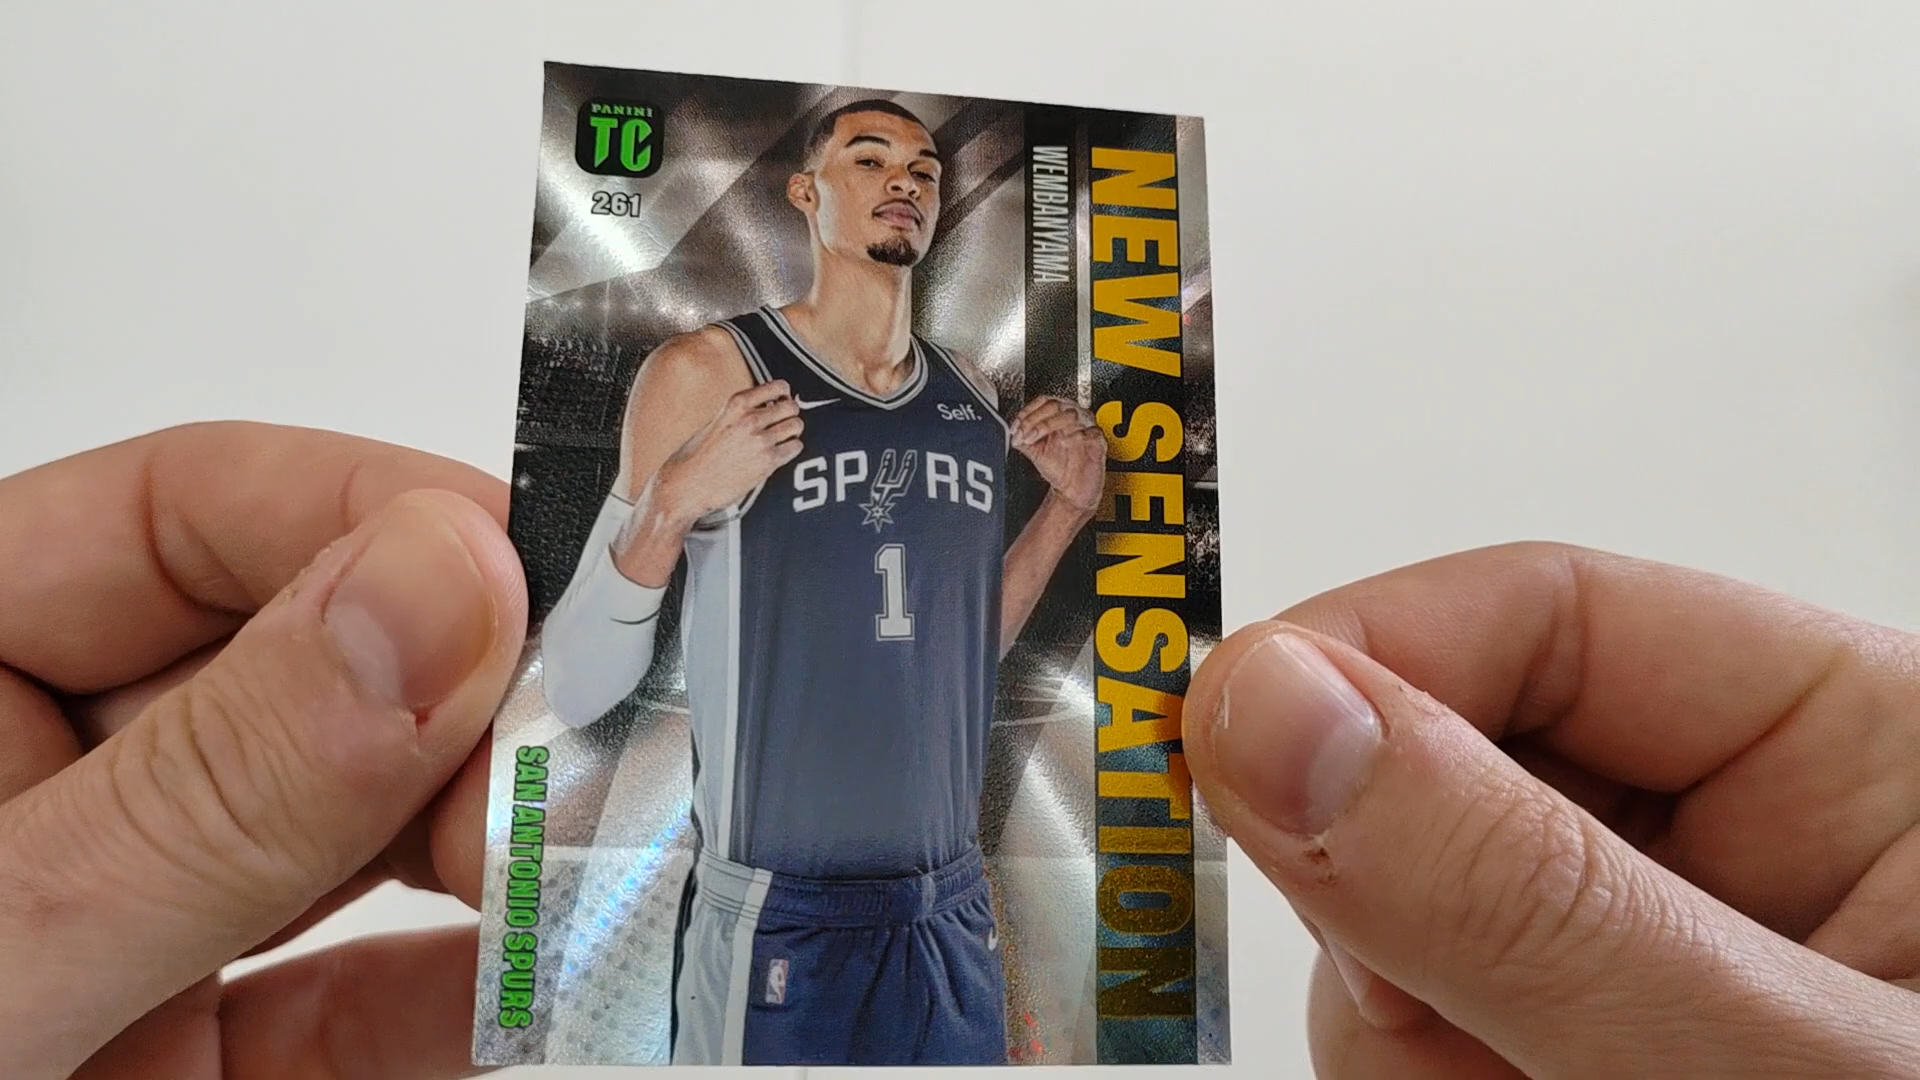 PANINI
TC
261
WEMBANYAMA
NEW SENSATION
Self.
SPURS
1
SAN ANTONIO SPURS